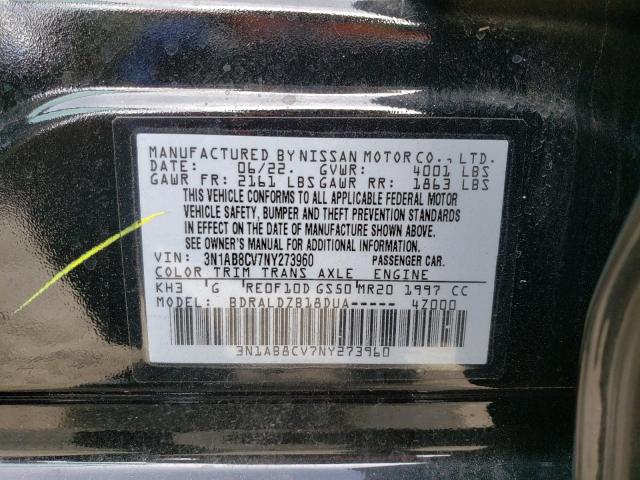 MANUFACTURED BY NISSAN MOTOR CO., LTD.
DATE: 06/22. GVWR: 4001 LBS
GAWR FR: 2161 LBS GAWR RR: 1863 LBS
THIS VEHICLE CONFORMS TO ALL APPLICABLE FEDERAL MOTOR
VEHICLE SAFETY, BUMPER AND THEFT PREVENTION STANDARDS
IN EFFECT ON THE DATE OF MANUFACTURE SHOWN ABOVE.
SEE OWNER'S MANUAL FOR ADDITIONAL INFORMATION.
VIN: 3N1AB8CV7NY273960 PASSENGER CAR.
COLOR TRIM TRANS AXLE ENGINE
KH3 'G RE0F10D GS50 MR20 1997 CC
MODEL: BDRALDZB18DUA----- 4Z000
3N1AB8CV7NY273960